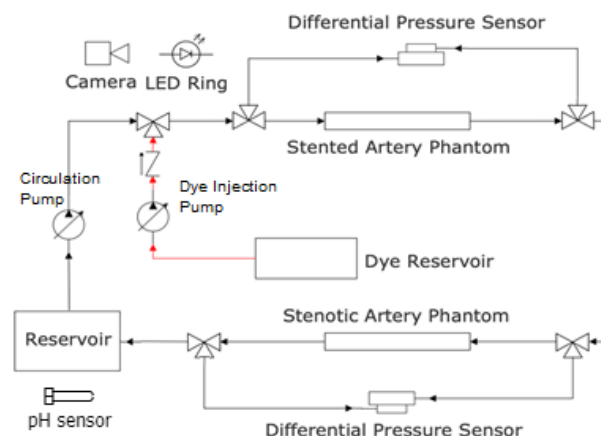 Differential Pressure Sensor
Camera LED Ring
Stented Artery Phantom
Circulation
Pump
Dye Injection
Pump
Dye Reservoir
Stenotic Artery Phantom
Reservoir
pH sensor
Differential Pressure Sensor